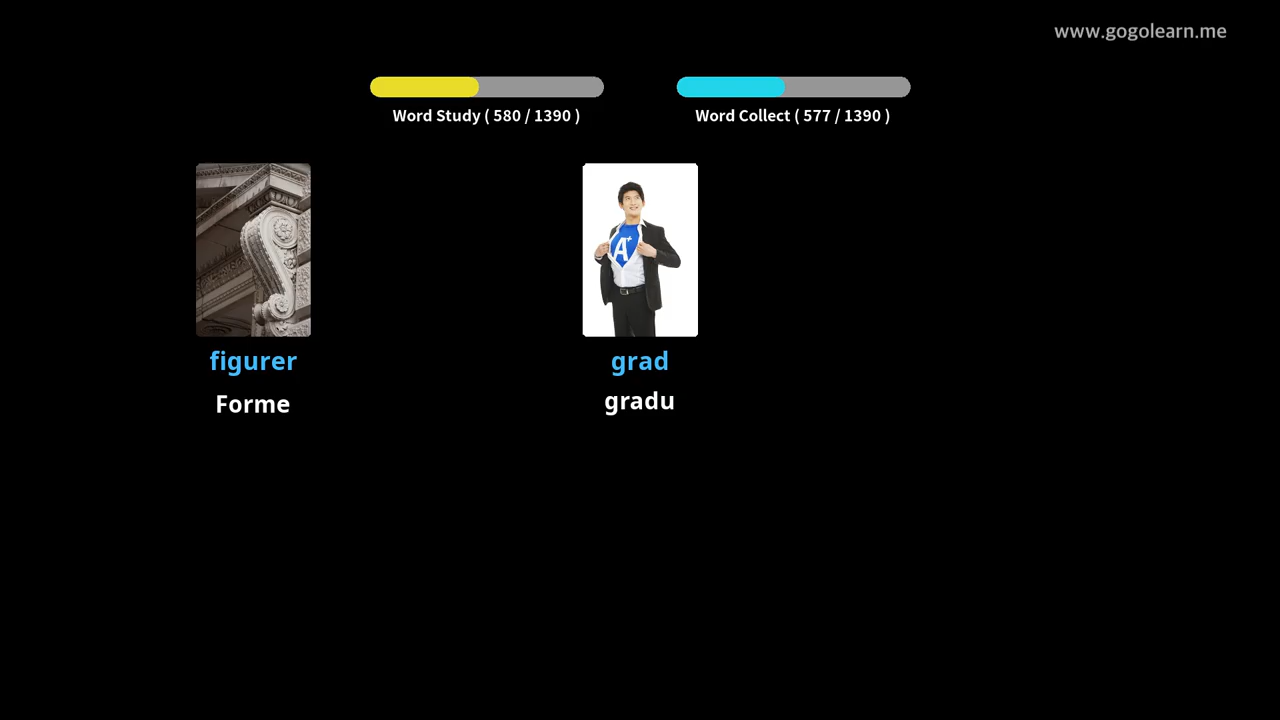 www.gogolearn.me
Word Study ( 580 / 1390 )
Word Collect ( 577 / 1390 )
A+
figurer
grad
Forme
gradu